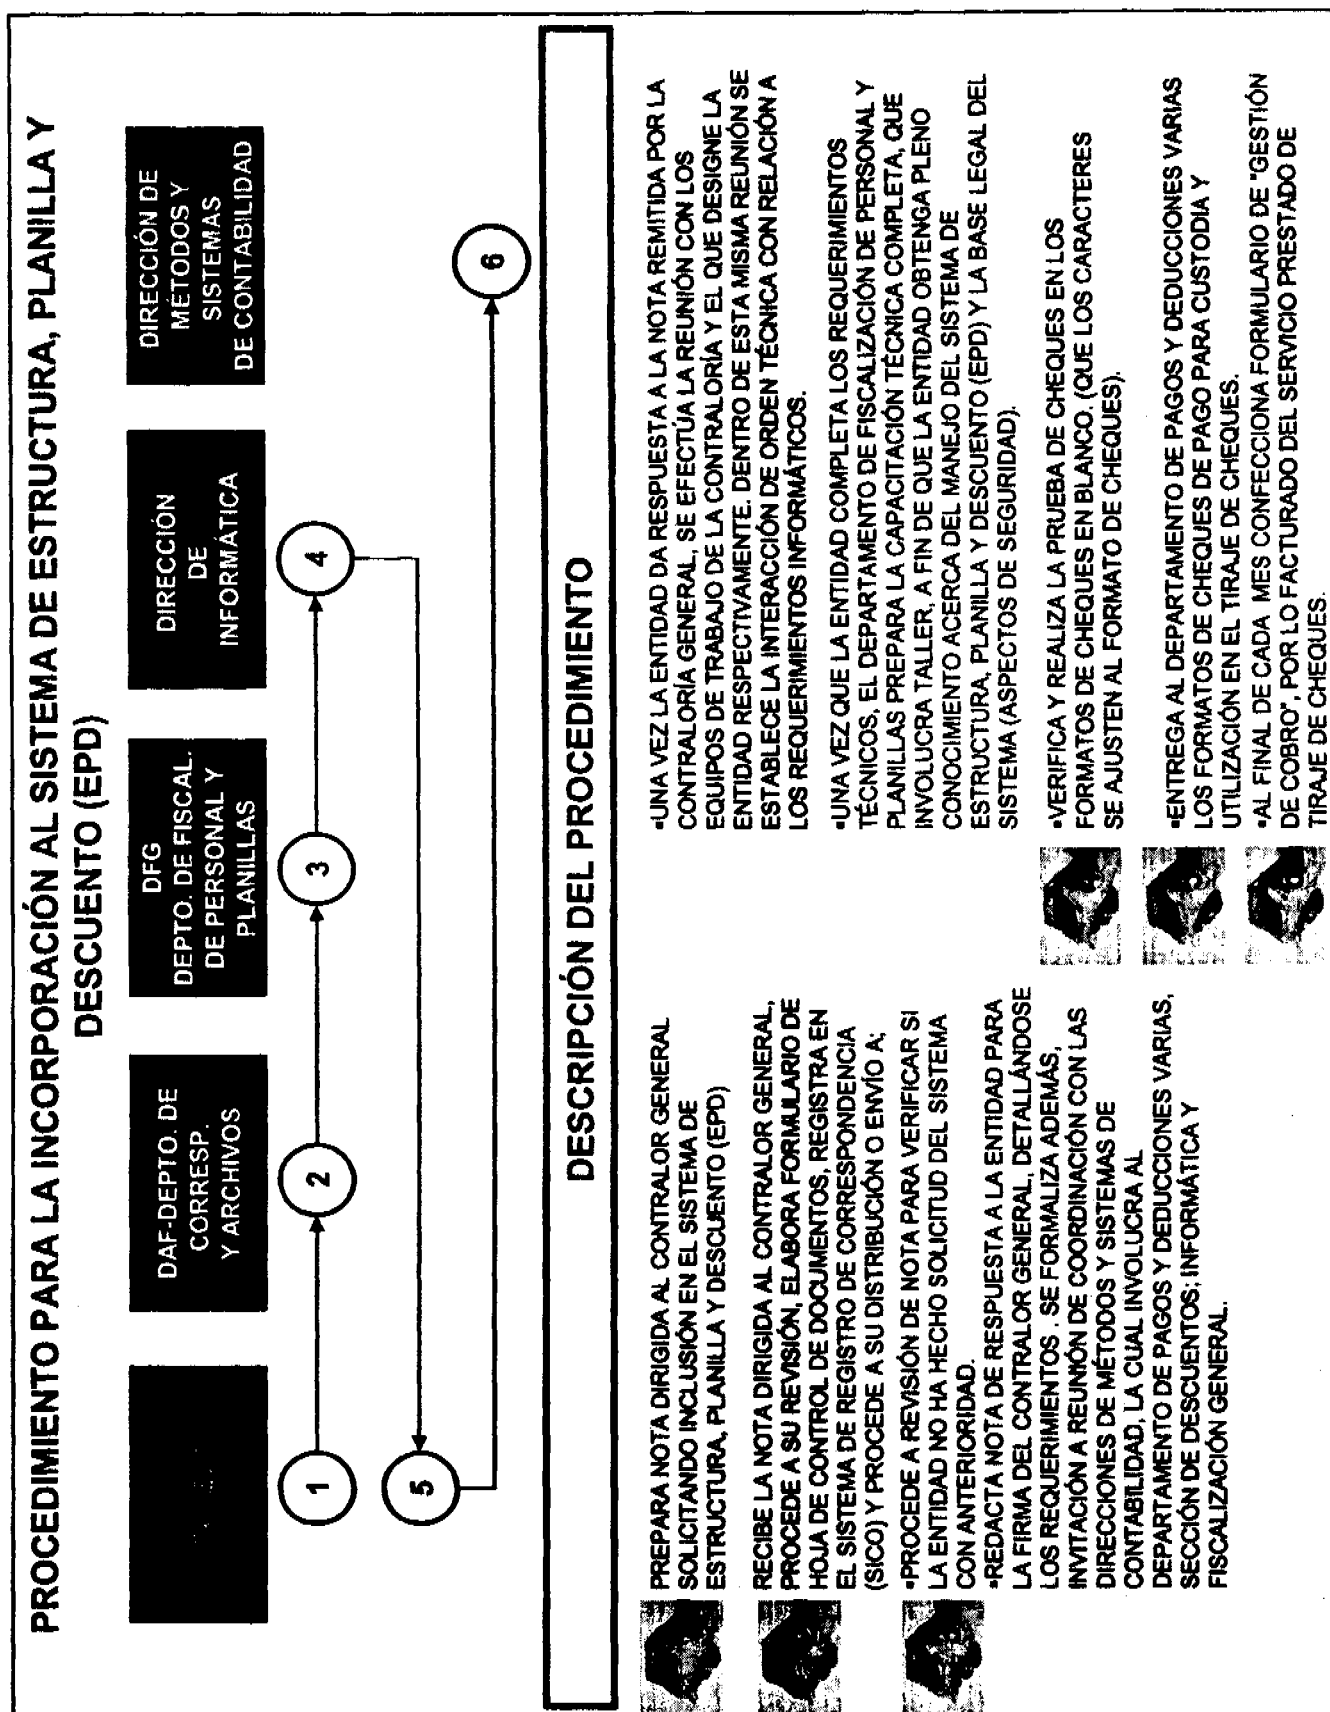 PROCEDIMIENTO PARA LA INCORPORACIÓN AL SISTEMA DE ESTRUCTURA, PLANILLA Y
DESCUENTO (EPD)
DAF-DEPTO. DE
CORRESP.
Y ARCHIVOS
DFG
DEPTO. DE FISCAL.
DE PERSONAL Y
PLANILLAS
DIRECCIÓN
DE
INFORMÁTICA
DIRECCIÓN DE
MÉTODOS Y
SISTEMAS
DE CONTABILIDAD
1
2
3
4
5
6
DESCRIPCIÓN DEL PROCEDIMIENTO
PREPARA NOTA DIRIGIDA AL CONTRALOR GENERAL
SOLICITANDO INCLUSIÓN EN EL SISTEMA DE
ESTRUCTURA, PLANILLA Y DESCUENTO (EPD)
RECIBE LA NOTA DIRIGIDA AL CONTRALOR GENERAL,
PROCEDE A SU REVISIÓN, ELABORA FORMULARIO DE
HOJA DE CONTROL DE DOCUMENTOS, REGISTRA EN
EL SISTEMA DE REGISTRO DE CORRESPONDENCIA
(SICO) Y PROCEDE A SU DISTRIBUCIÓN O ENVÍO A;
•PROCEDE A REVISIÓN DE NOTA PARA VERIFICAR SI
LA ENTIDAD NO HA HECHO SOLICITUD DEL SISTEMA
CON ANTERIORIDAD.
•REDACTA NOTA DE RESPUESTA A LA ENTIDAD PARA
LA FIRMA DEL CONTRALOR GENERAL, DETALLÁNDOSE
LOS REQUERIMIENTOS . SE FORMALIZA ADEMÁS,
INVITACIÓN A REUNIÓN DE COORDINACIÓN CON LAS
DIRECCIONES DE MÉTODOS Y SISTEMAS DE
CONTABILIDAD, LA CUAL INVOLUCRA AL
DEPARTAMENTO DE PAGOS Y DEDUCCIONES VARIAS,
SECCIÓN DE DESCUENTOS; INFORMÁTICA Y
FISCALIZACIÓN GENERAL.
•UNA VEZ LA ENTIDAD DA RESPUESTA A LA NOTA REMITIDA POR LA
CONTRALORÍA GENERAL, SE EFECTÚA LA REUNIÓN CON LOS
EQUIPOS DE TRABAJO DE LA CONTRALORÍA Y EL QUE DESIGNE LA
ENTIDAD RESPECTIVAMENTE. DENTRO DE ESTA MISMA REUNIÓN SE
ESTABLECE LA INTERACCIÓN DE ORDEN TÉCNICA CON RELACIÓN A
LOS REQUERIMIENTOS INFORMÁTICOS.
•UNA VEZ QUE LA ENTIDAD COMPLETA LOS REQUERIMIENTOS
TÉCNICOS, EL DEPARTAMENTO DE FISCALIZACIÓN DE PERSONAL Y
PLANILLAS PREPARA LA CAPACITACIÓN TÉCNICA COMPLETA, QUE
INVOLUCRA TALLER, A FIN DE QUE LA ENTIDAD OBTENGA PLENO
CONOCIMIENTO ACERCA DEL MANEJO DEL SISTEMA DE
ESTRUCTURA, PLANILLA Y DESCUENTO (EPD) Y LA BASE LEGAL DEL
SISTEMA (ASPECTOS DE SEGURIDAD).
•VERIFICA Y REALIZA LA PRUEBA DE CHEQUES EN LOS
FORMATOS DE CHEQUES EN BLANCO. (QUE LOS CARACTERES
SE AJUSTEN AL FORMATO DE CHEQUES).
•ENTREGA AL DEPARTAMENTO DE PAGOS Y DEDUCCIONES VARIAS
LOS FORMATOS DE CHEQUES DE PAGO PARA CUSTODIA Y
UTILIZACIÓN EN EL TIRAJE DE CHEQUES.
•AL FINAL DE CADA MES CONFECCIONA FORMULARIO DE "GESTIÓN
DE COBRO", POR LO FACTURADO DEL SERVICIO PRESTADO DE
TIRAJE DE CHEQUES.